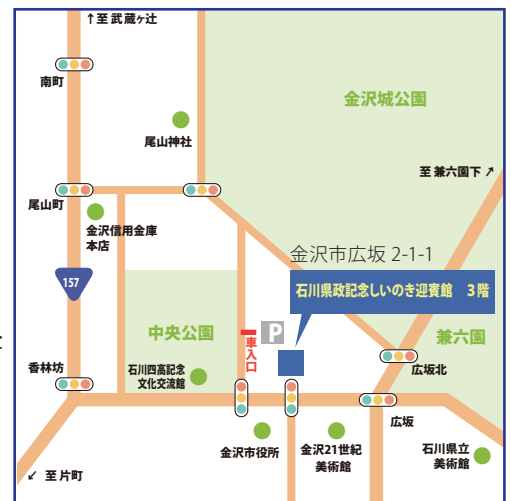 ↑至 武蔵ヶ辻
南町
金沢城公園
尾山神社
至 兼六園下 ↗
尾山町
金沢信用金庫
本店
金沢市広坂 2-1-1
石川県政記念しいのき迎賓館 3階
157
中央公園
車入口
P
兼六園
香林坊
石川四高記念
文化交流館
広坂北
広坂
金沢市役所
金沢21世紀
美術館
石川県立
美術館
↙ 至 片町